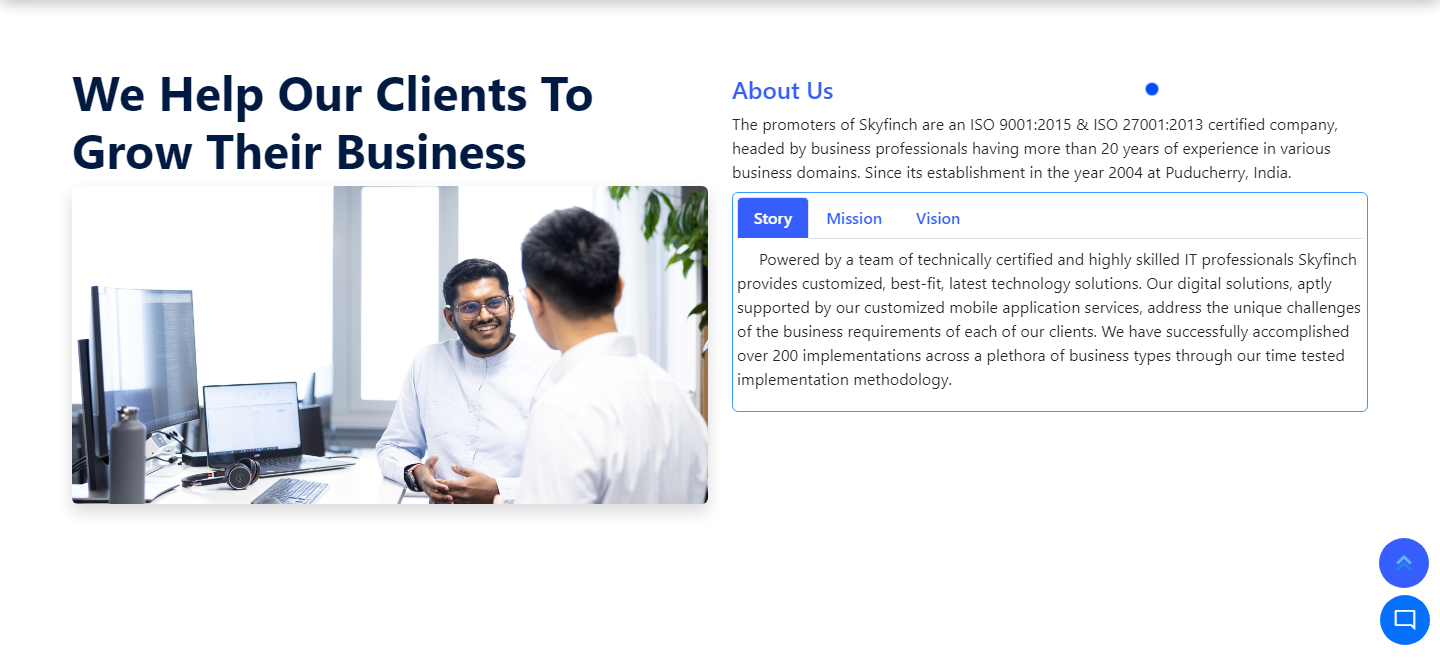 We Help Our Clients To
Grow Their Business
About Us
The promoters of Skyfinch are an ISO 9001:2015 & ISO 27001:2013 certified company,
headed by business professionals having more than 20 years of experience in various
business domains. Since its establishment in the year 2004 at Puducherry, India.
Story Mission Vision
Powered by a team of technically certified and highly skilled IT professionals Skyfinch
provides customized, best-fit, latest technology solutions. Our digital solutions, aptly
supported by our customized mobile application services, address the unique challenges
of the business requirements of each of our clients. We have successfully accomplished
over 200 implementations across a plethora of business types through our time tested
implementation methodology.